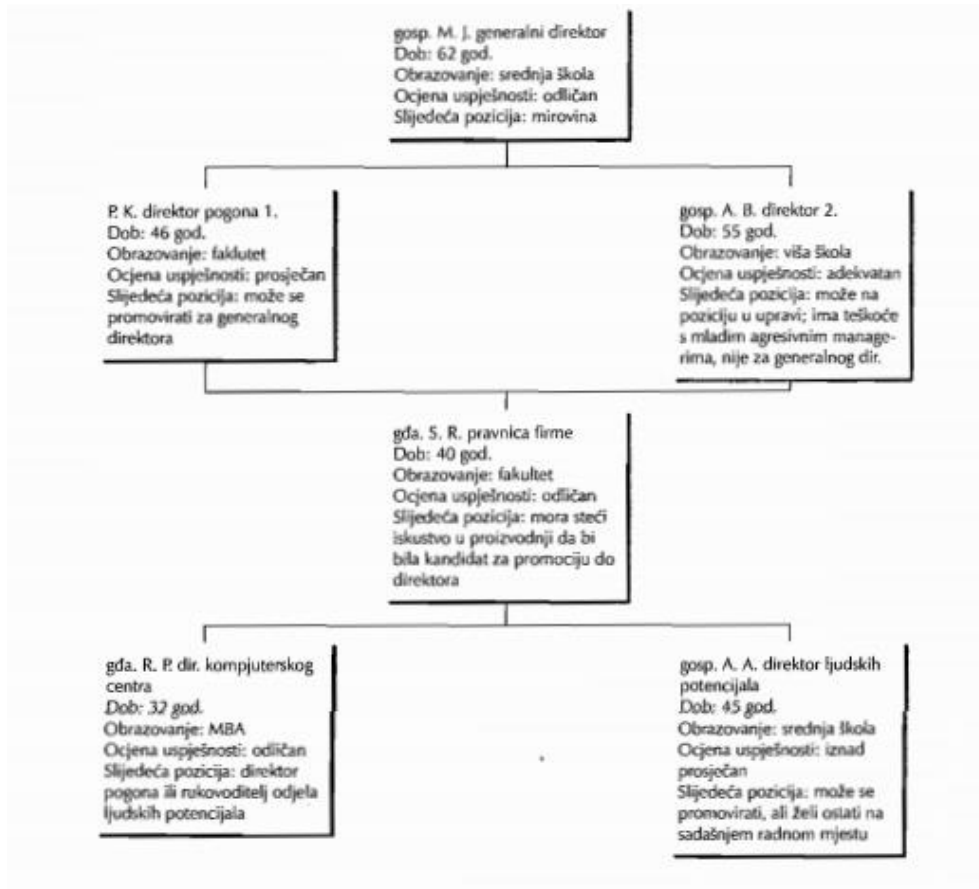 gosp. M. J. generalni direktor
Dob: 62 god.
Obrazovanje: srednja škola
Ocjena uspješnosti: odličan
Slijedeća pozicija: mirovina
P. K. direktor pogona 1.
Dob: 46 god.
Obrazovanje: faklutet
Ocjena uspješnosti: prosječan
Slijedeća pozicija: može se
promovirati za generalnog
direktora
gosp. A. B. direktor 2.
Dob: 55 god.
Obrazovanje: viša škola
Ocjena uspješnosti: adekvatan
Slijedeća pozicija: može na
poziciju u upravi; ima teškoće
s mladim agresivnim manage-
rima, nije za generalnog dir.
gđa. S. R. pravnica firme
Dob: 40 god.
Obrazovanje: fakultet
Ocjena uspješnosti: odličan
Slijedeća pozicija: mora steći
iskustvo u proizvodnji da bi
bila kandidat za promociju do
direktora
gđa. R. P. dir. kompjuterskog
centra
Dob: 32 god.
Obrazovanje: MBA
Ocjena uspješnosti: odličan
Slijedeća pozicija: direktor
pogona ili rukovoditelj odjela
ljudskih potencijala
gosp. A. A. direktor ljudskih
potencijala
Dob: 45 god.
Obrazovanje: srednja škola
Ocjena uspješnosti: iznad
prosječan
Slijedeća pozicija: može se
promovirati, ali želi ostati na
sadašnjem radnom mjestu